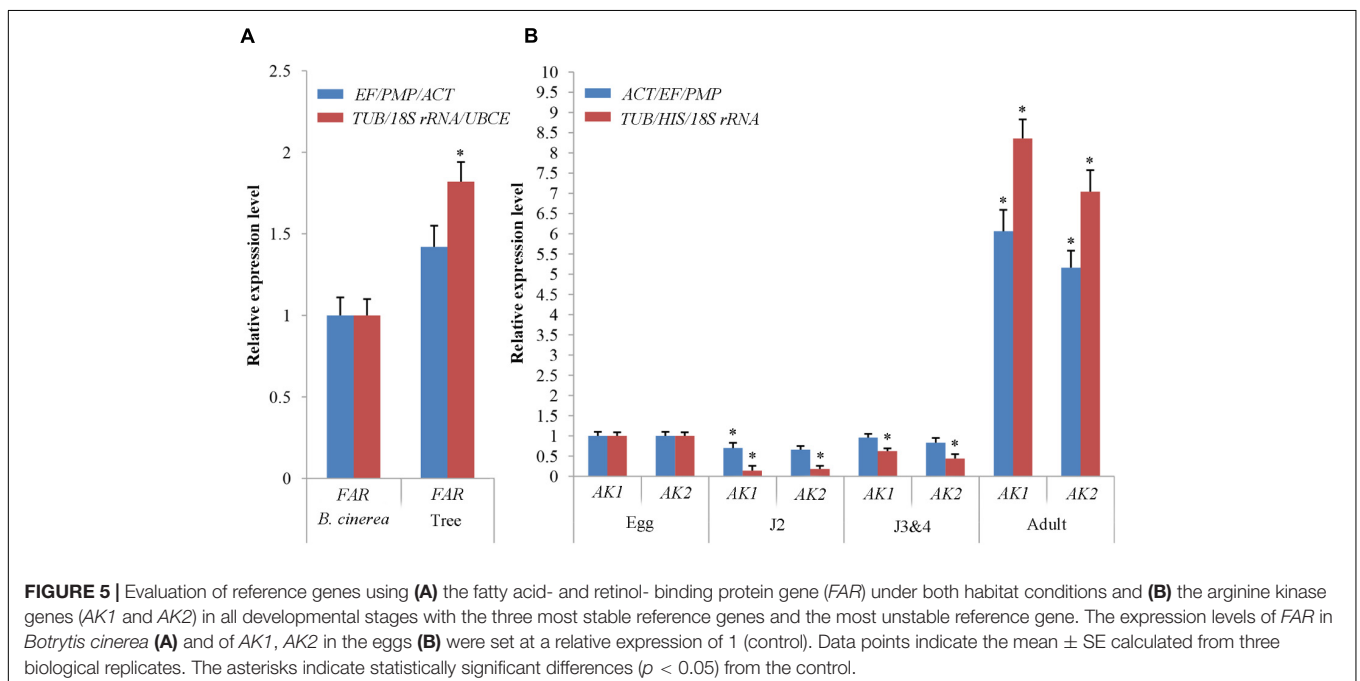 A
B
2.5
2
1.5
1
0.5
0
Relative expression level
EF/PMP/ACT
TUB/18S rRNA/UBCE
*
FAR
FAR
B. cinerea
Tree
10
9.5
9
8.5
8
7.5
7
6.5
6
5.5
5
4.5
4
3.5
3
2.5
2
1.5
1
0.5
0
Relative expression level
ACT/EF/PMP
TUB/HIS/18S rRNA
*
*
*
*
*
*
*
*
*
AK1 AK2 AK1 AK2 AK1 AK2 AK1 AK2
Egg J2 J3&4 Adult
FIGURE 5 | Evaluation of reference genes using (A) the fatty acid- and retinol- binding protein gene (FAR) under both habitat conditions and (B) the arginine kinase
genes (AK1 and AK2) in all developmental stages with the three most stable reference genes and the most unstable reference gene. The expression levels of FAR in
Botrytis cinerea (A) and of AK1, AK2 in the eggs (B) were set at a relative expression of 1 (control). Data points indicate the mean ± SE calculated from three
biological replicates. The asterisks indicate statistically significant differences (p < 0.05) from the control.